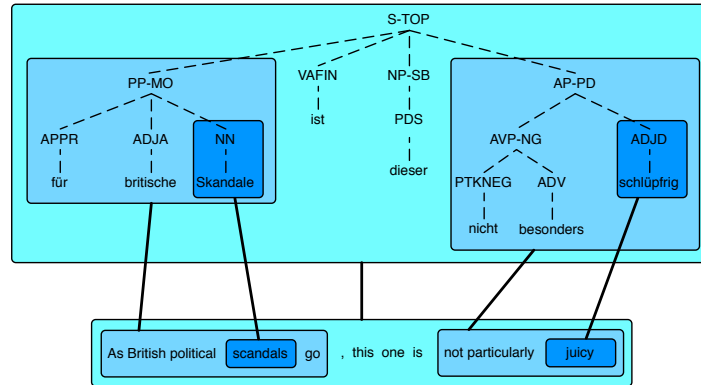 S-TOP
PP-MO VAFIN NP-SB AP-PD
APPR ADJA NN ist PDS AVP-NG ADJD
für britische Skandale dieser PTKNEG ADV schlüpfrig
nicht besonders
As British political scandals go , this one is not particularly juicy